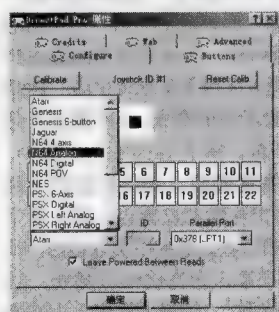 DirectPad Pro 属性
Credits Web Advanced
Configure Buttons
Calibrate Joystick ID #1 Reset Calib
Atari
Genesis
Genesis 6-button
Jaguar
N64 4 axis
N64 Analog
N64 Digital
N64 POV
NES
PSX 6-Axis
PSX Digital
PSX Left Analog
PSX Right Analog
5 6 7 8 9 10 11
16 17 18 19 20 21 22
ID Parallel Port
Atari 0x378 (LPT1)
Leave Powered Between Reads
确定 取消